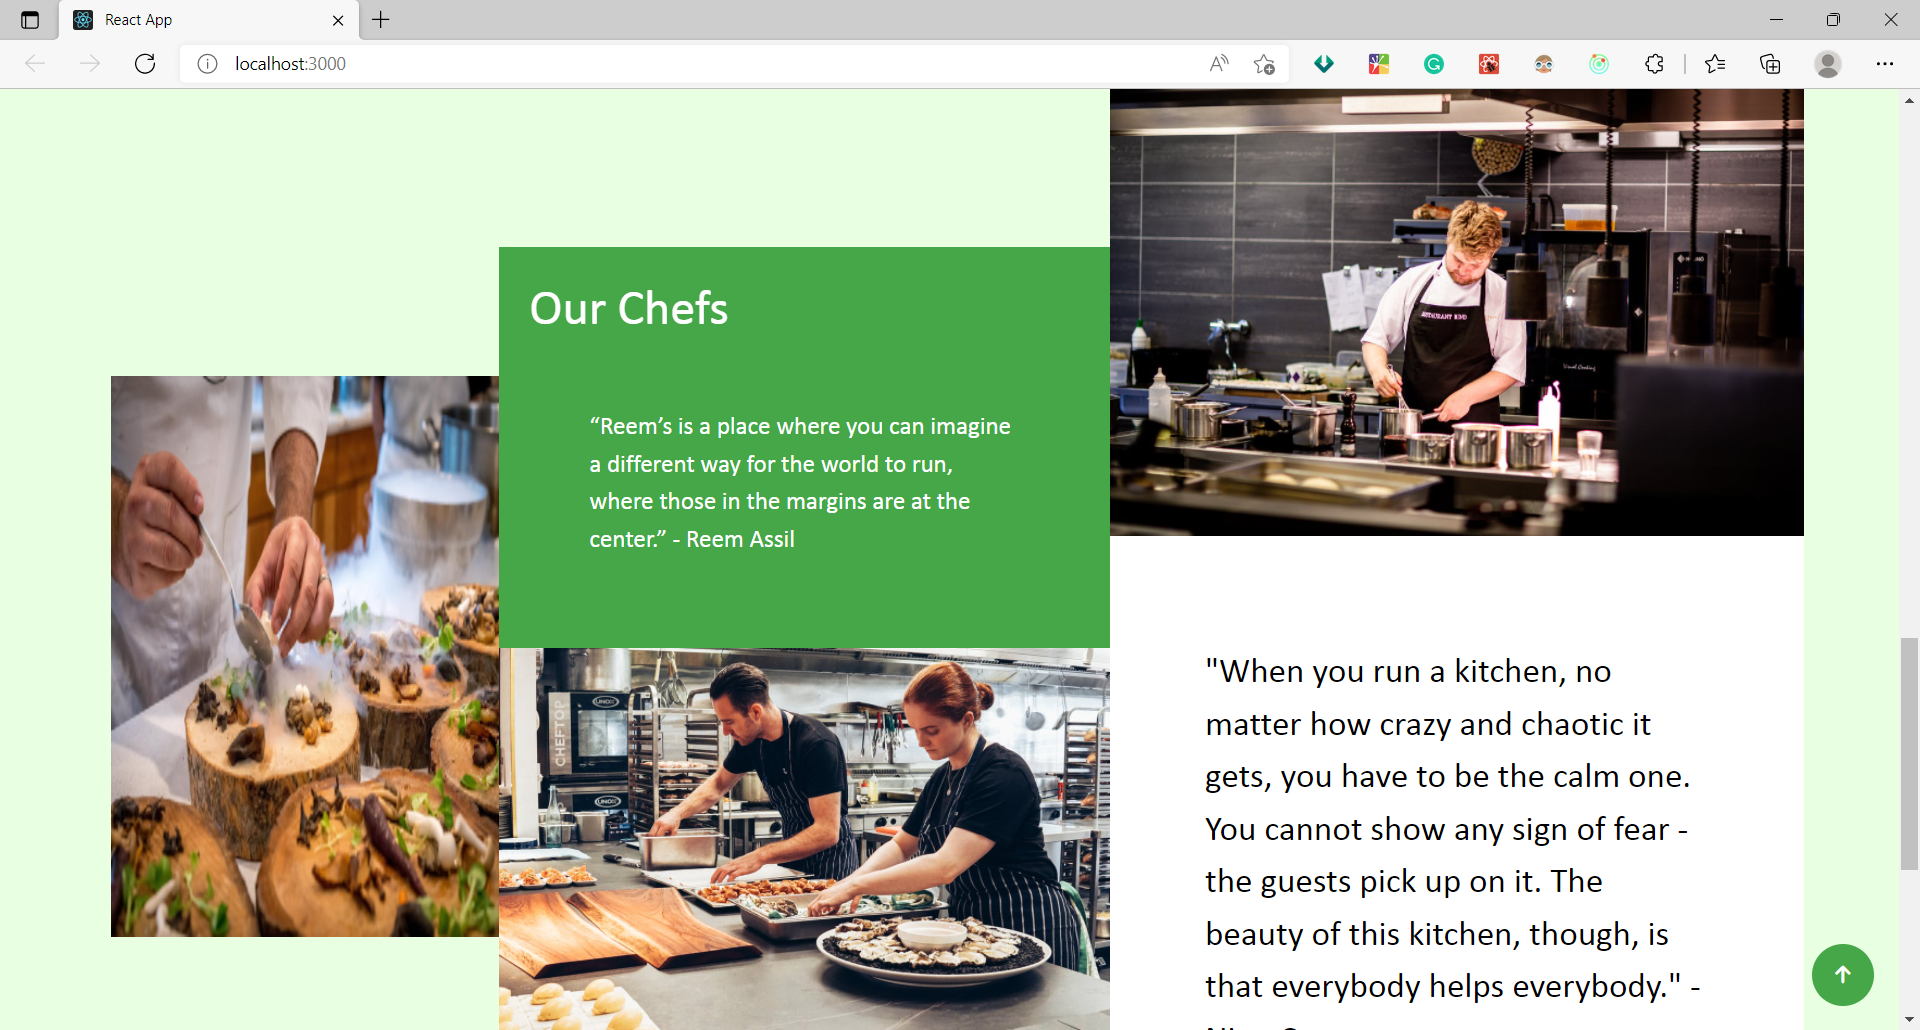 React App
localhost:3000
Our Chefs
“Reem’s is a place where you can imagine
a different way for the world to run,
where those in the margins are at the
center.” - Reem Assil
CHEFTOP
UNOX
UNOX
"When you run a kitchen, no
matter how crazy and chaotic it
gets, you have to be the calm one.
You cannot show any sign of fear -
the guests pick up on it. The
beauty of this kitchen, though, is
that everybody helps everybody." -